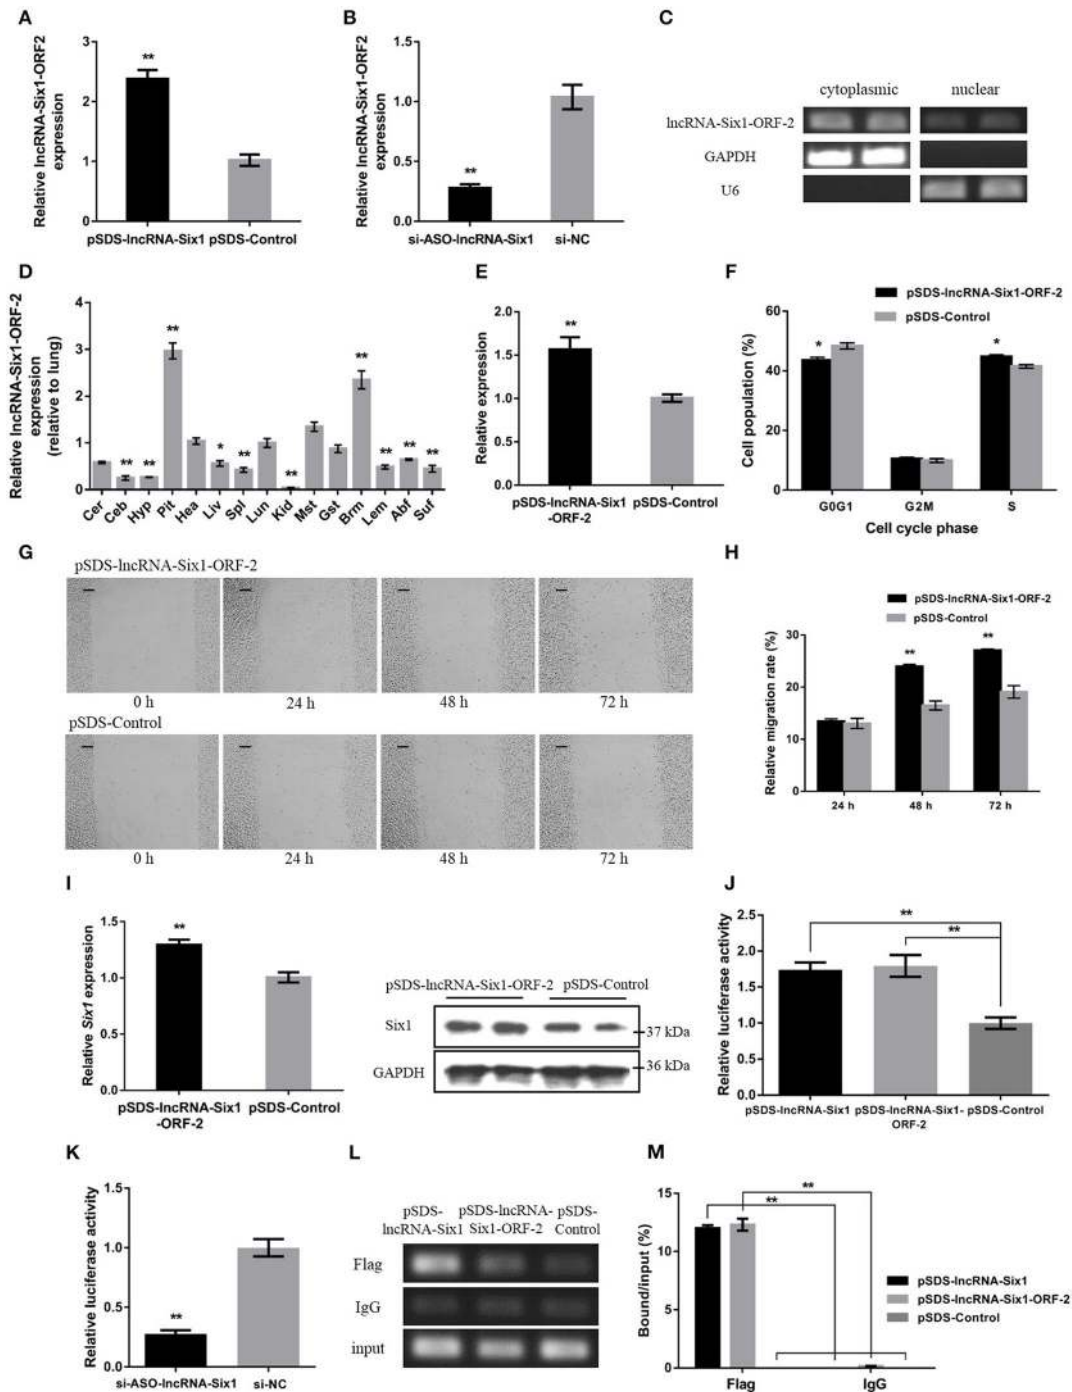 A
Relative lncRNA-Six1-ORF2
expression
3
2
1
0
**
pSDS-lncRNA-Six1 pSDS-Control
B
Relative lncRNA-Six1-ORF2
expression
1.5
1.0
0.5
0.0
**
si-ASO-lncRNA-Six1 si-NC
C
cytoplasmic nuclear
lncRNA-Six1-ORF-2
GAPDH
U6
D
Relative lncRNA-Six1-ORF-2
expression
(relative to lung)
4
3
2
1
0
** ** ** * ** ** ** ** ** **
Cer Ceb Hyp Pit Hea Liv Spl Lun Kid Mst Gst Brm Lem Abf Suf
E
Relative expression
2.0
1.5
1.0
0.5
0.0
**
pSDS-lncRNA-Six1 pSDS-Control
-ORF-2
F
pSDS-lncRNA-Six1-ORF-2
pSDS-Control
Cell population (%)
60
40
20
0
* *
G0G1 G2M S
Cell cycle phase
G
pSDS-lncRNA-Six1-ORF-2
0 h 24 h 48 h 72 h
pSDS-Control
0 h 24 h 48 h 72 h
H
pSDS-lncRNA-Six1-ORF-2
pSDS-Control
Relative migration rate (%)
30
20
10
0
** **
24 h 48 h 72 h
I
Relative Six1 expression
1.5
1.0
0.5
0.0
**
pSDS-lncRNA-Six1 pSDS-Control
-ORF-2
pSDS-lncRNA-Six1-ORF-2 pSDS-Control
Six1
37 kDa
GAPDH
36 kDa
J
Relative luciferase activity
2.5
2.0
1.5
1.0
0.5
0.0
**
**
pSDS-lncRNA-Six1 pSDS-lncRNA-Six1- pSDS-Control
ORF-2
K
Relative luciferase activity
1.5
1.0
0.5
0.0
**
si-ASO-lncRNA-Six1 si-NC
L
pSDS- pSDS-lncRNA- pSDS-
lncRNA-Six1 Six1-ORF-2 Control
Flag
IgG
input
M
Bound/input (%)
15
10
5
0
**
**
pSDS-lncRNA-Six1
pSDS-lncRNA-Six1-ORF-2
pSDS-Control
Flag IgG